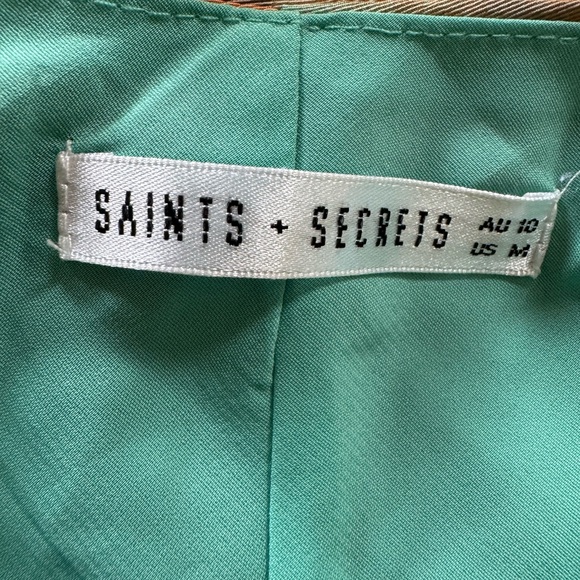 SAINTS + SECRETS AU 10
US M